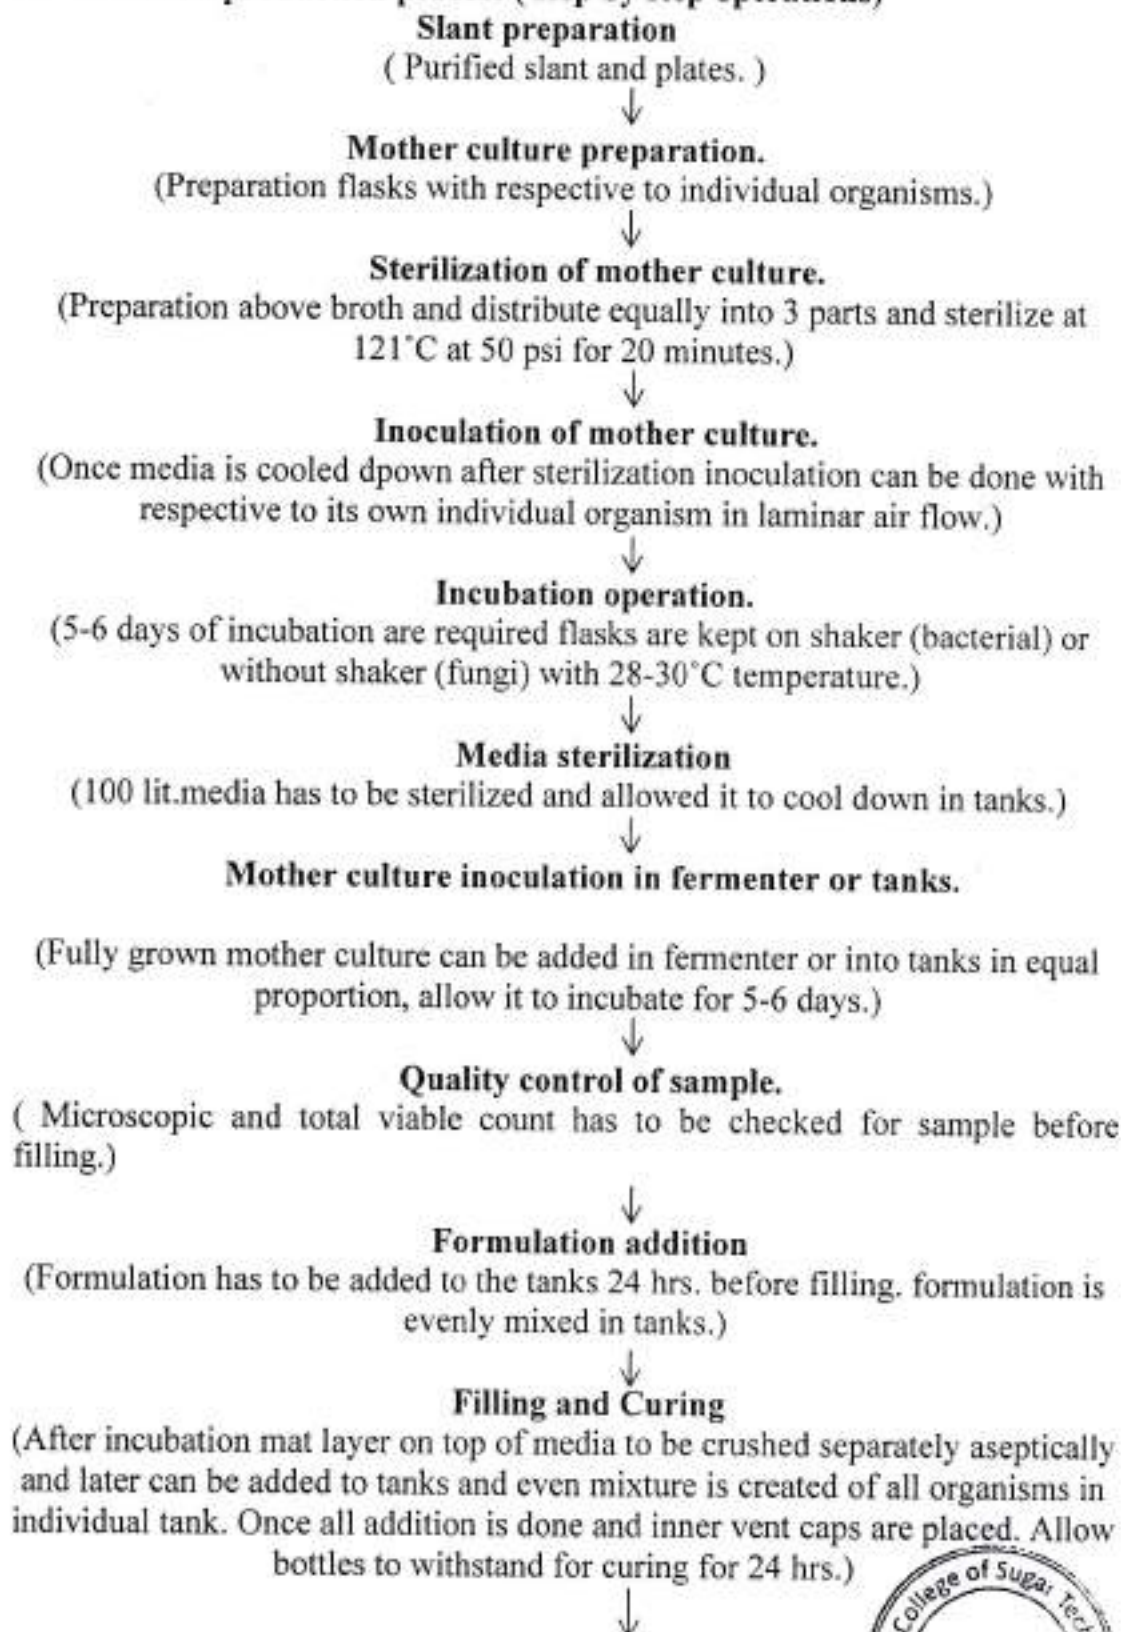 Slant preparation
( Purified slant and plates. )
Mother culture preparation.
(Preparation flasks with respective to individual organisms.)
Sterilization of mother culture.
(Preparation above broth and distribute equally into 3 parts and sterilize at
121˚C at 50 psi for 20 minutes.)
Inoculation of mother culture.
(Once media is cooled dpown after sterilization inoculation can be done with
respective to its own individual organism in laminar air flow.)
Incubation operation.
(5-6 days of incubation are required flasks are kept on shaker (bacterial) or
without shaker (fungi) with 28-30˚C temperature.)
Media sterilization
(100 lit.media has to be sterilized and allowed it to cool down in tanks.)
Mother culture inoculation in fermenter or tanks.
(Fully grown mother culture can be added in fermenter or into tanks in equal
proportion, allow it to incubate for 5-6 days.)
Quality control of sample.
( Microscopic and total viable count has to be checked for sample before
filling.)
Formulation addition
(Formulation has to be added to the tanks 24 hrs. before filling. formulation is
evenly mixed in tanks.)
Filling and Curing
(After incubation mat layer on top of media to be crushed separately aseptically
and later can be added to tanks and even mixture is created of all organisms in
individual tank. Once all addition is done and inner vent caps are placed. Allow
bottles to withstand for curing for 24 hrs.)
College of Sugar